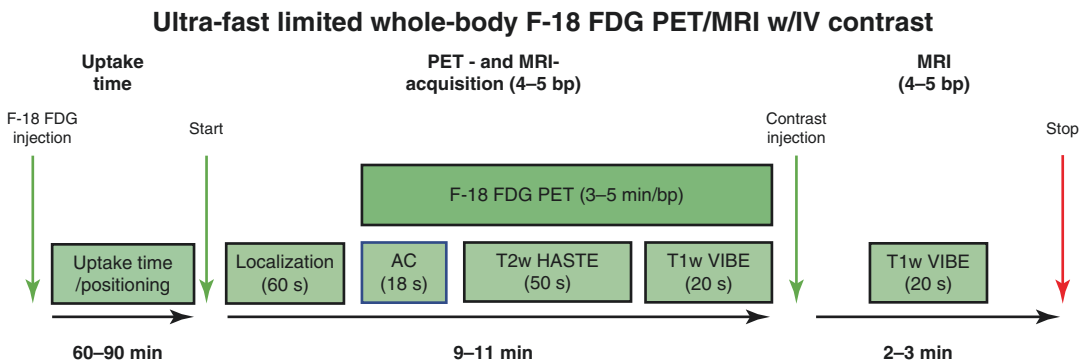 Ultra-fast limited whole-body F-18 FDG PET/MRI w/IV contrast
Uptake
time
PET - and MRI-
acquisition (4–5 bp)
MRI
(4–5 bp)
F-18 FDG
injection
Start
Contrast
injection
Stop
F-18 FDG PET (3–5 min/bp)
Uptake time
/positioning
Localization
(60 s)
AC
(18 s)
T2w HASTE
(50 s)
T1w VIBE
(20 s)
T1w VIBE
(20 s)
60–90 min
9–11 min
2–3 min